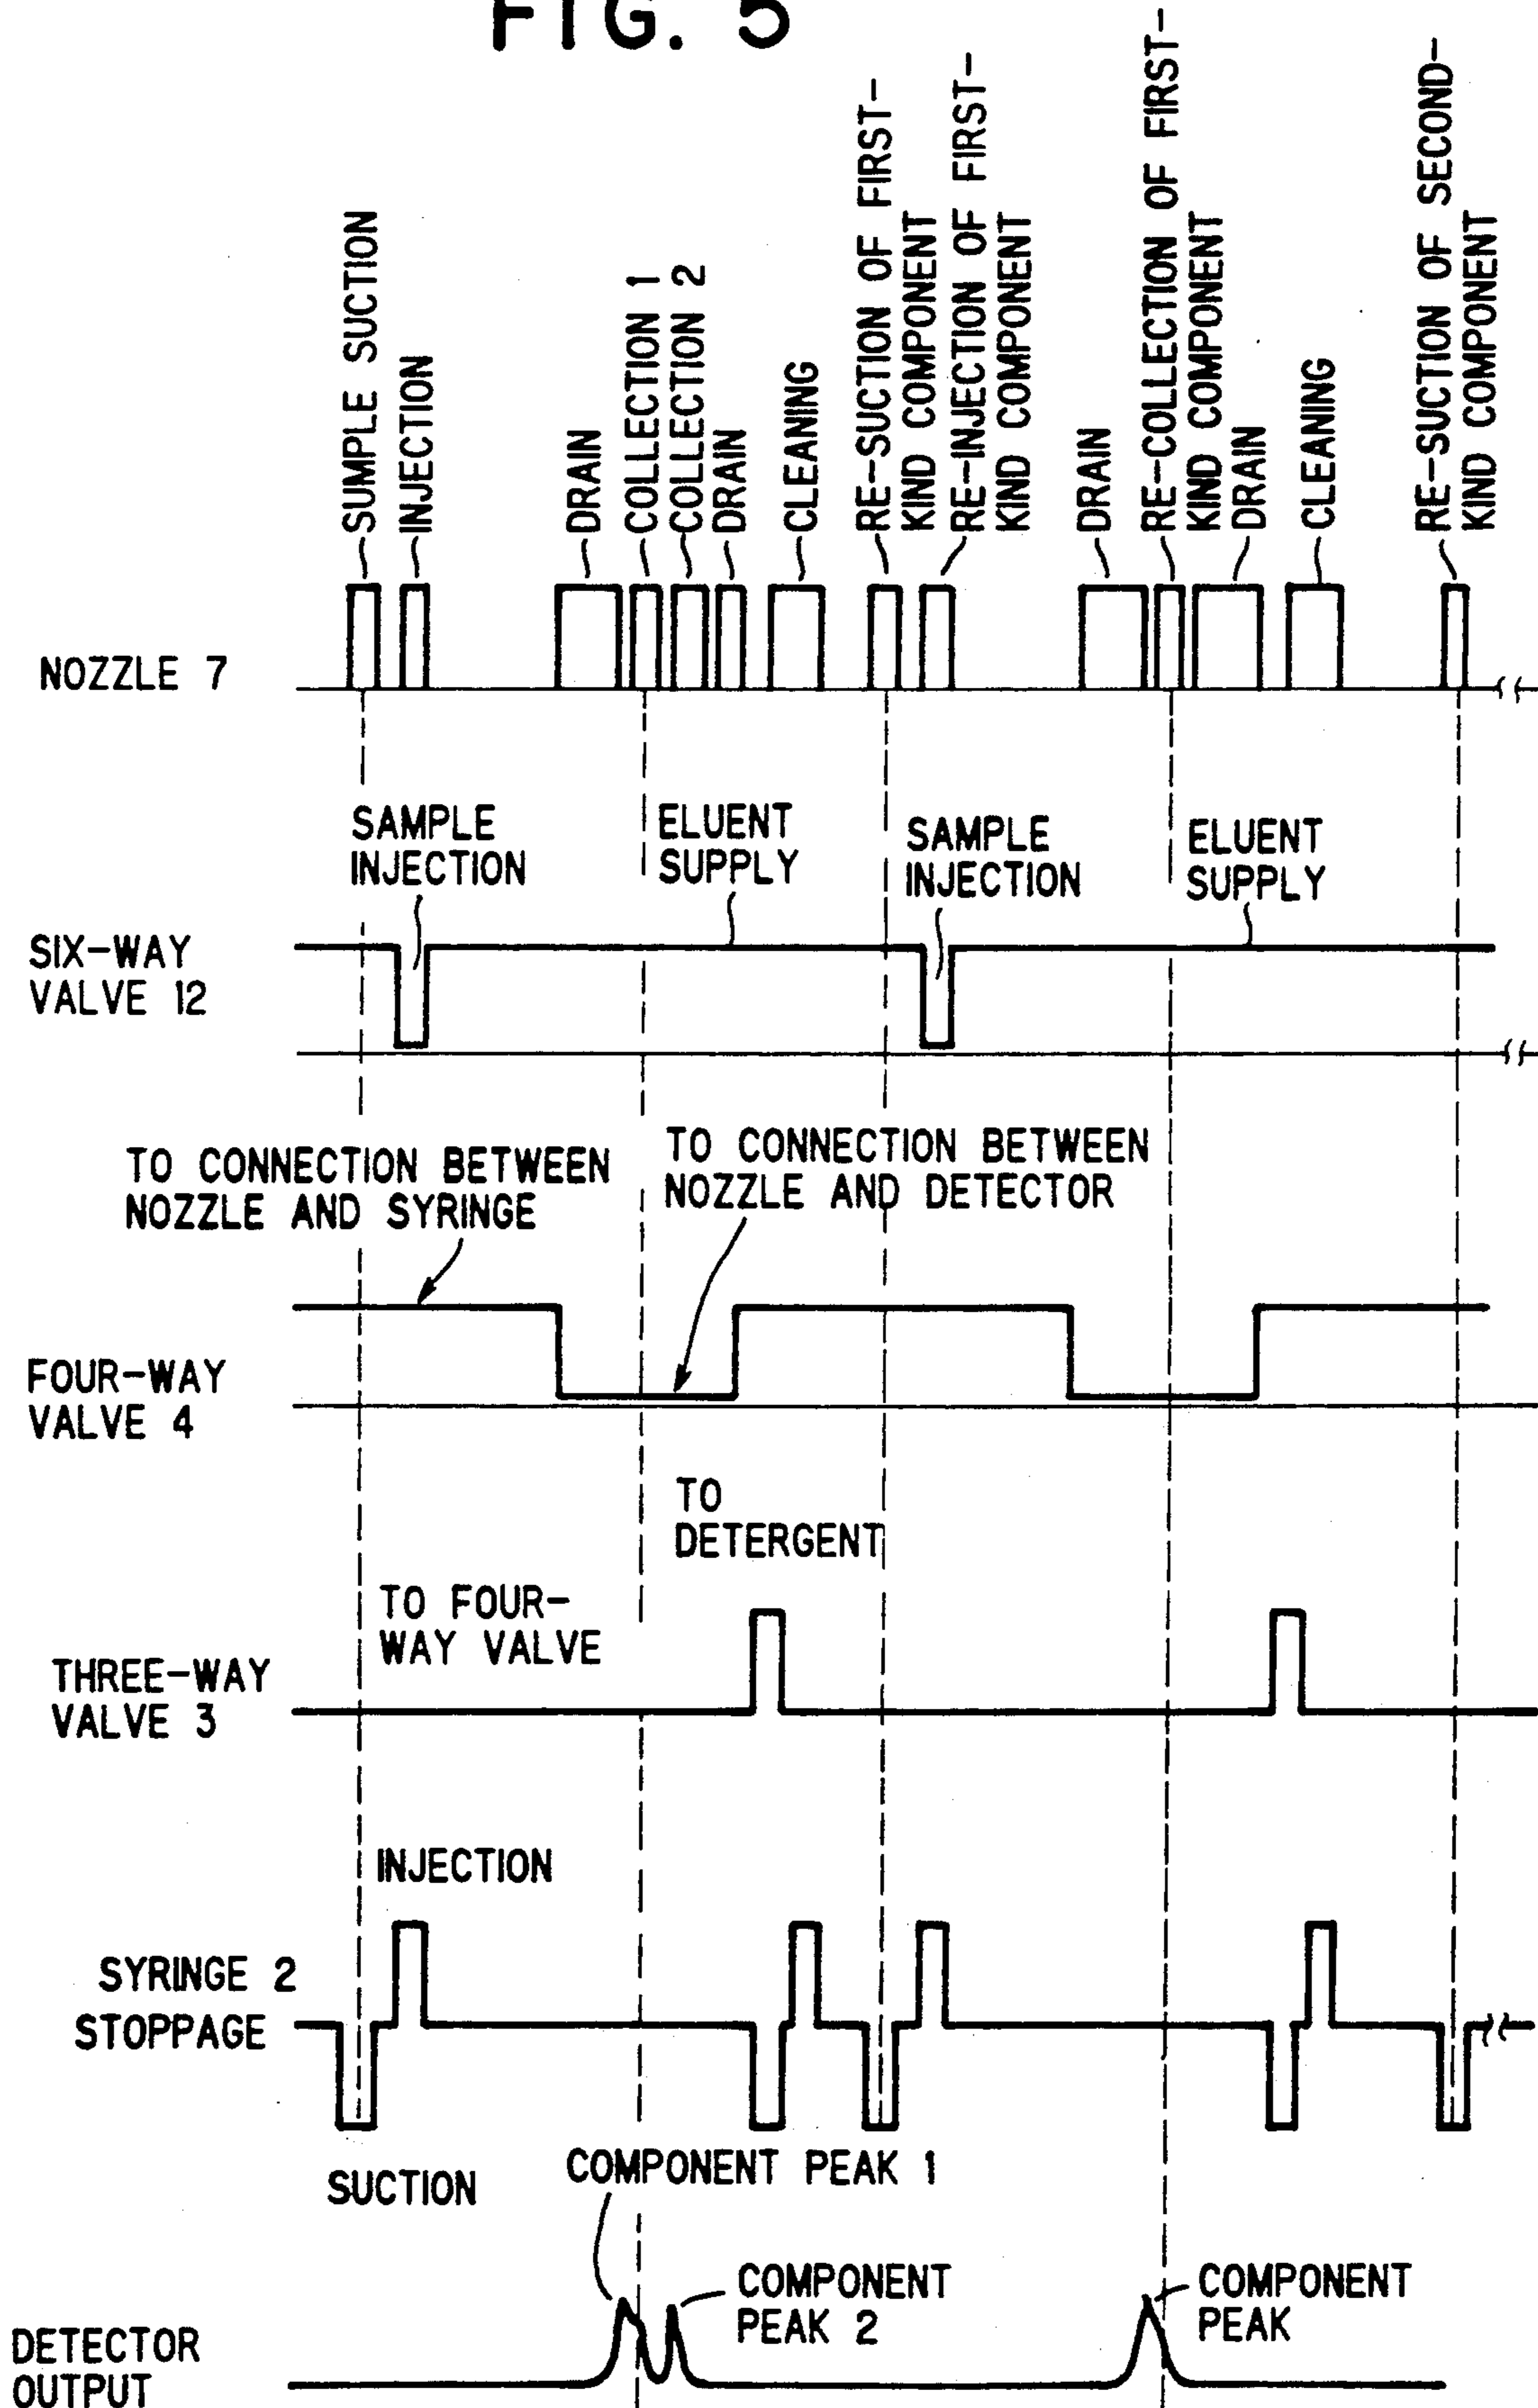 FIG. 5
SUMPLE SUCTION
INJECTION
DRAIN
COLLECTION 1
COLLECTION 2
DRAIN
CLEANING
RE-SUCTION OF FIRST-
KIND COMPONENT
RE-INJECTION OF FIRST-
KIND COMPONENT
DRAIN
RE-COLLECTION OF FIRST-
KIND COMPONENT
DRAIN
CLEANING
RE-SUCTION OF SECOND-
KIND COMPONENT
NOZZLE 7
SAMPLE
INJECTION
ELUENT
SUPPLY
SAMPLE
INJECTION
ELUENT
SUPPLY
SIX-WAY
VALVE 12
TO CONNECTION BETWEEN
NOZZLE AND SYRINGE
TO CONNECTION BETWEEN
NOZZLE AND DETECTOR
FOUR-WAY
VALVE 4
TO
DETERGENT
TO FOUR-
WAY VALVE
THREE-WAY
VALVE 3
INJECTION
SYRINGE 2
STOPPAGE
SUCTION
COMPONENT PEAK 1
COMPONENT
PEAK 2
COMPONENT
PEAK
DETECTOR
OUTPUT